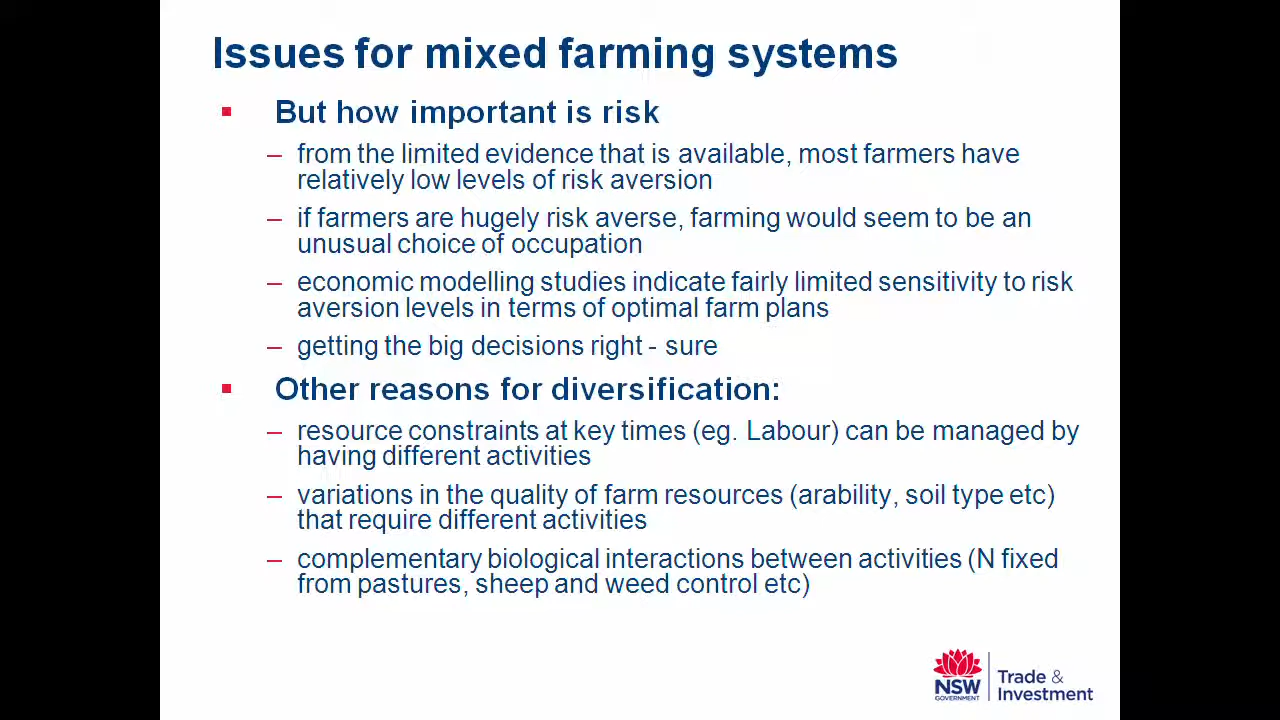 Issues for mixed farming systems
But how important is risk
– from the limited evidence that is available, most farmers have
relatively low levels of risk aversion
– if farmers are hugely risk averse, farming would seem to be an
unusual choice of occupation
– economic modelling studies indicate fairly limited sensitivity to risk
aversion levels in terms of optimal farm plans
– getting the big decisions right - sure
Other reasons for diversification:
– resource constraints at key times (eg. Labour) can be managed by
having different activities
– variations in the quality of farm resources (arability, soil type etc)
that require different activities
– complementary biological interactions between activities (N fixed
from pastures, sheep and weed control etc)
NSW
GOVERNMENT
Trade &
Investment